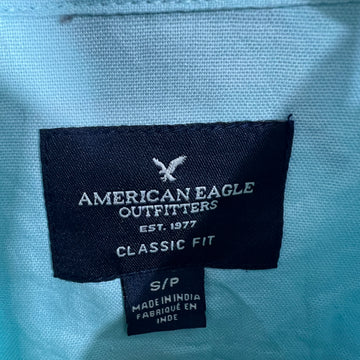 AMERICAN EAGLE
OUTFITTERS
EST. 1977
CLASSIC FIT
S/P
MADE IN INDIA
FABRIQUÉ EN
INDE